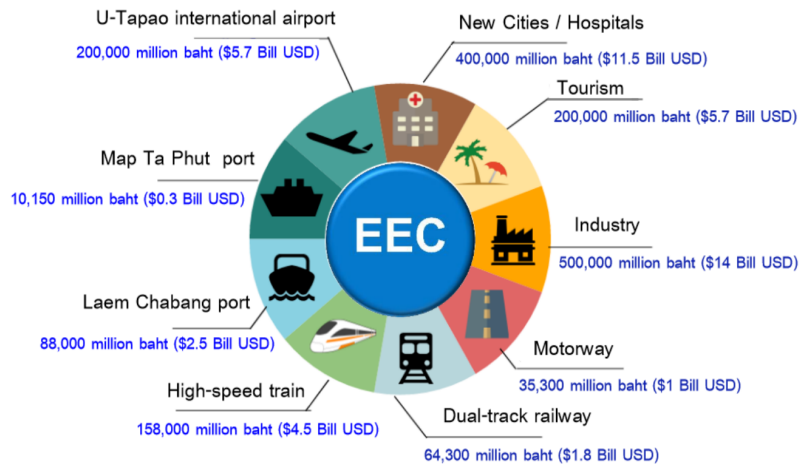 U-Tapao international airport
200,000 million baht ($5.7 Bill USD)
New Cities / Hospitals
400,000 million baht ($11.5 Bill USD)
Tourism
200,000 million baht ($5.7 Bill USD)
Map Ta Phut port
10,150 million baht ($0.3 Bill USD)
EEC
Industry
500,000 million baht ($14 Bill USD)
Laem Chabang port
88,000 million baht ($2.5 Bill USD)
Motorway
35,300 million baht ($1 Bill USD)
High-speed train
158,000 million baht ($4.5 Bill USD)
Dual-track railway
64,300 million baht ($1.8 Bill USD)